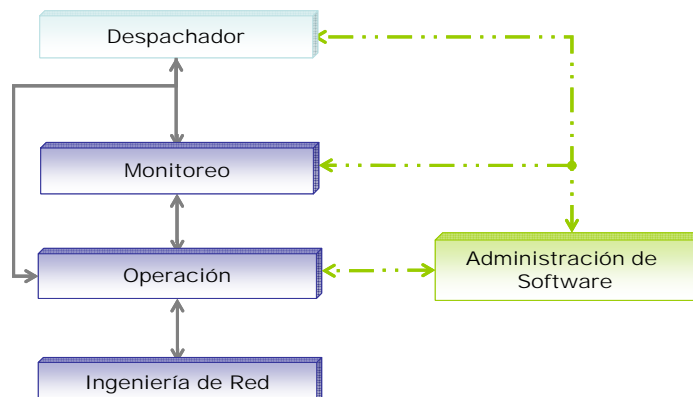 Despachador
Monitoreo
Operación
Administración de
Software
Ingeniería de Red